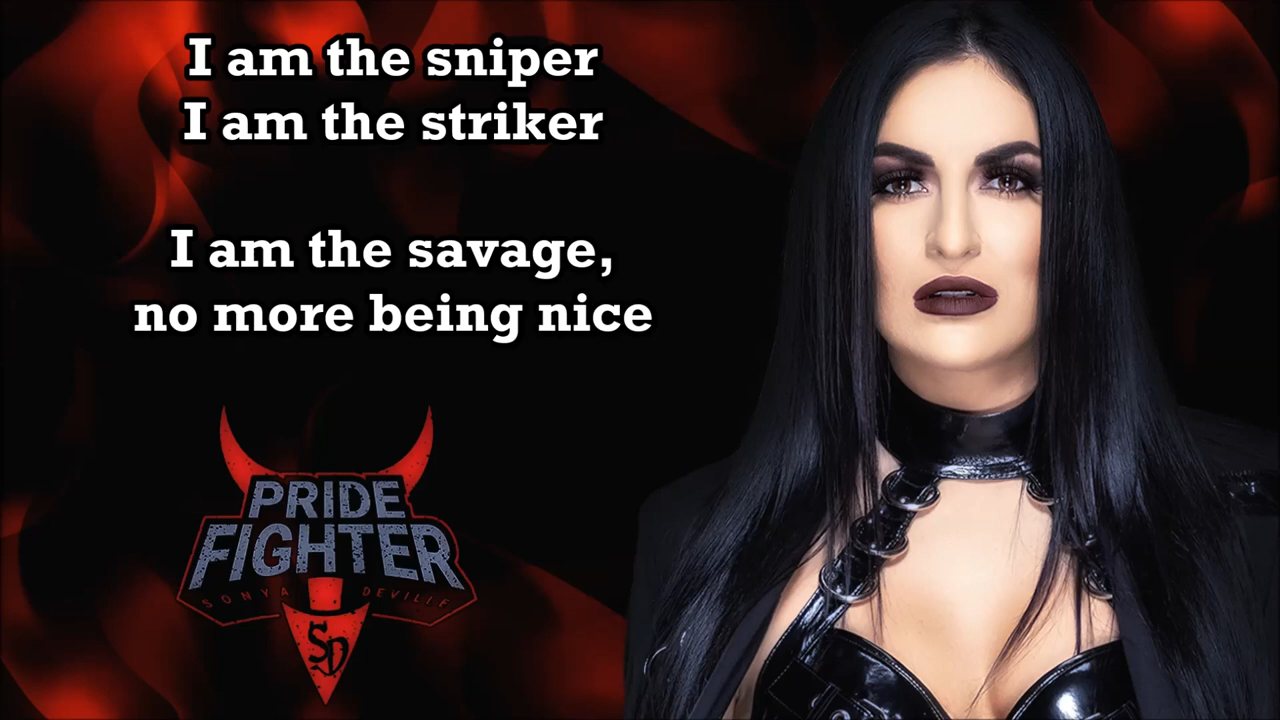 I am the sniper
I am the striker
I am the savage,
no more being nice
PRIDE
FIGHTER
SONYA DEVILLE
SD